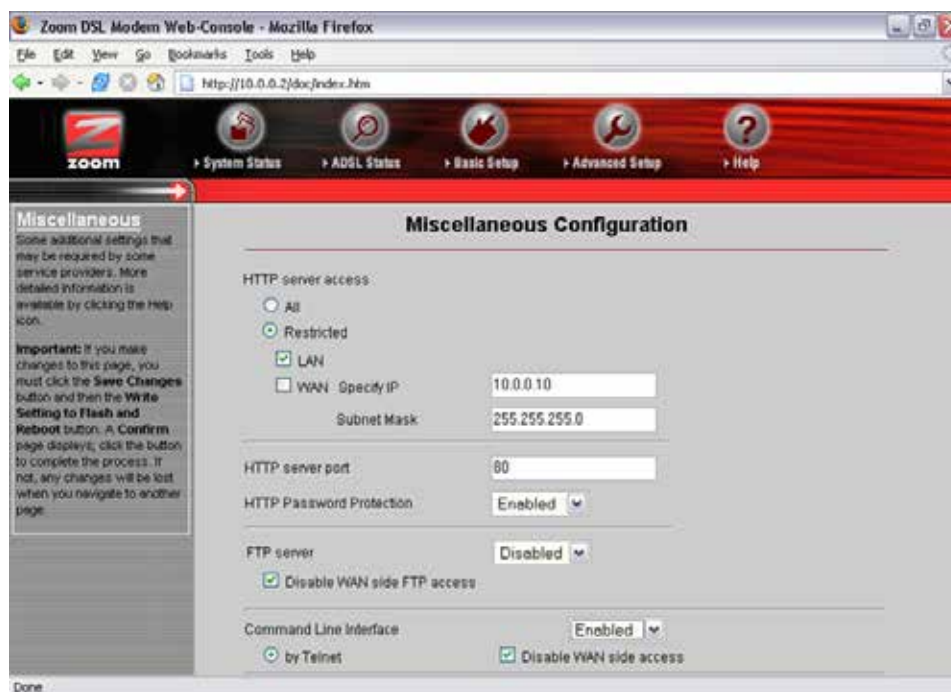 Zoom DSL Modem Web-Console - Mozilla Firefox
File Edit View Go Bookmarks Tools Help
http://10.0.0.2/doc/index.htm
zoom
System Status
ADSL Status
Basic Setup
Advanced Setup
Help
Miscellaneous
Some additional settings that
may be required by some
service providers. More
detailed information is
available by clicking the Help
icon.
Important: If you make
changes to this page, you
must click the Save Changes
button and then the Write
Setting to Flash and
Reboot button. A Confirm
page displays; click the button
to complete the process. If
not, any changes will be lost
when you navigate to another
page.
Miscellaneous Configuration
HTTP server access
All
Restricted
LAN
WAN Specify IP 10.0.0.10
Subnet Mask 255.255.255.0
HTTP server port 80
HTTP Password Protection Enabled
FTP server Disabled
Disable WAN side FTP access
Command Line Interface Enabled
by Telnet Disable WAN side access
Done